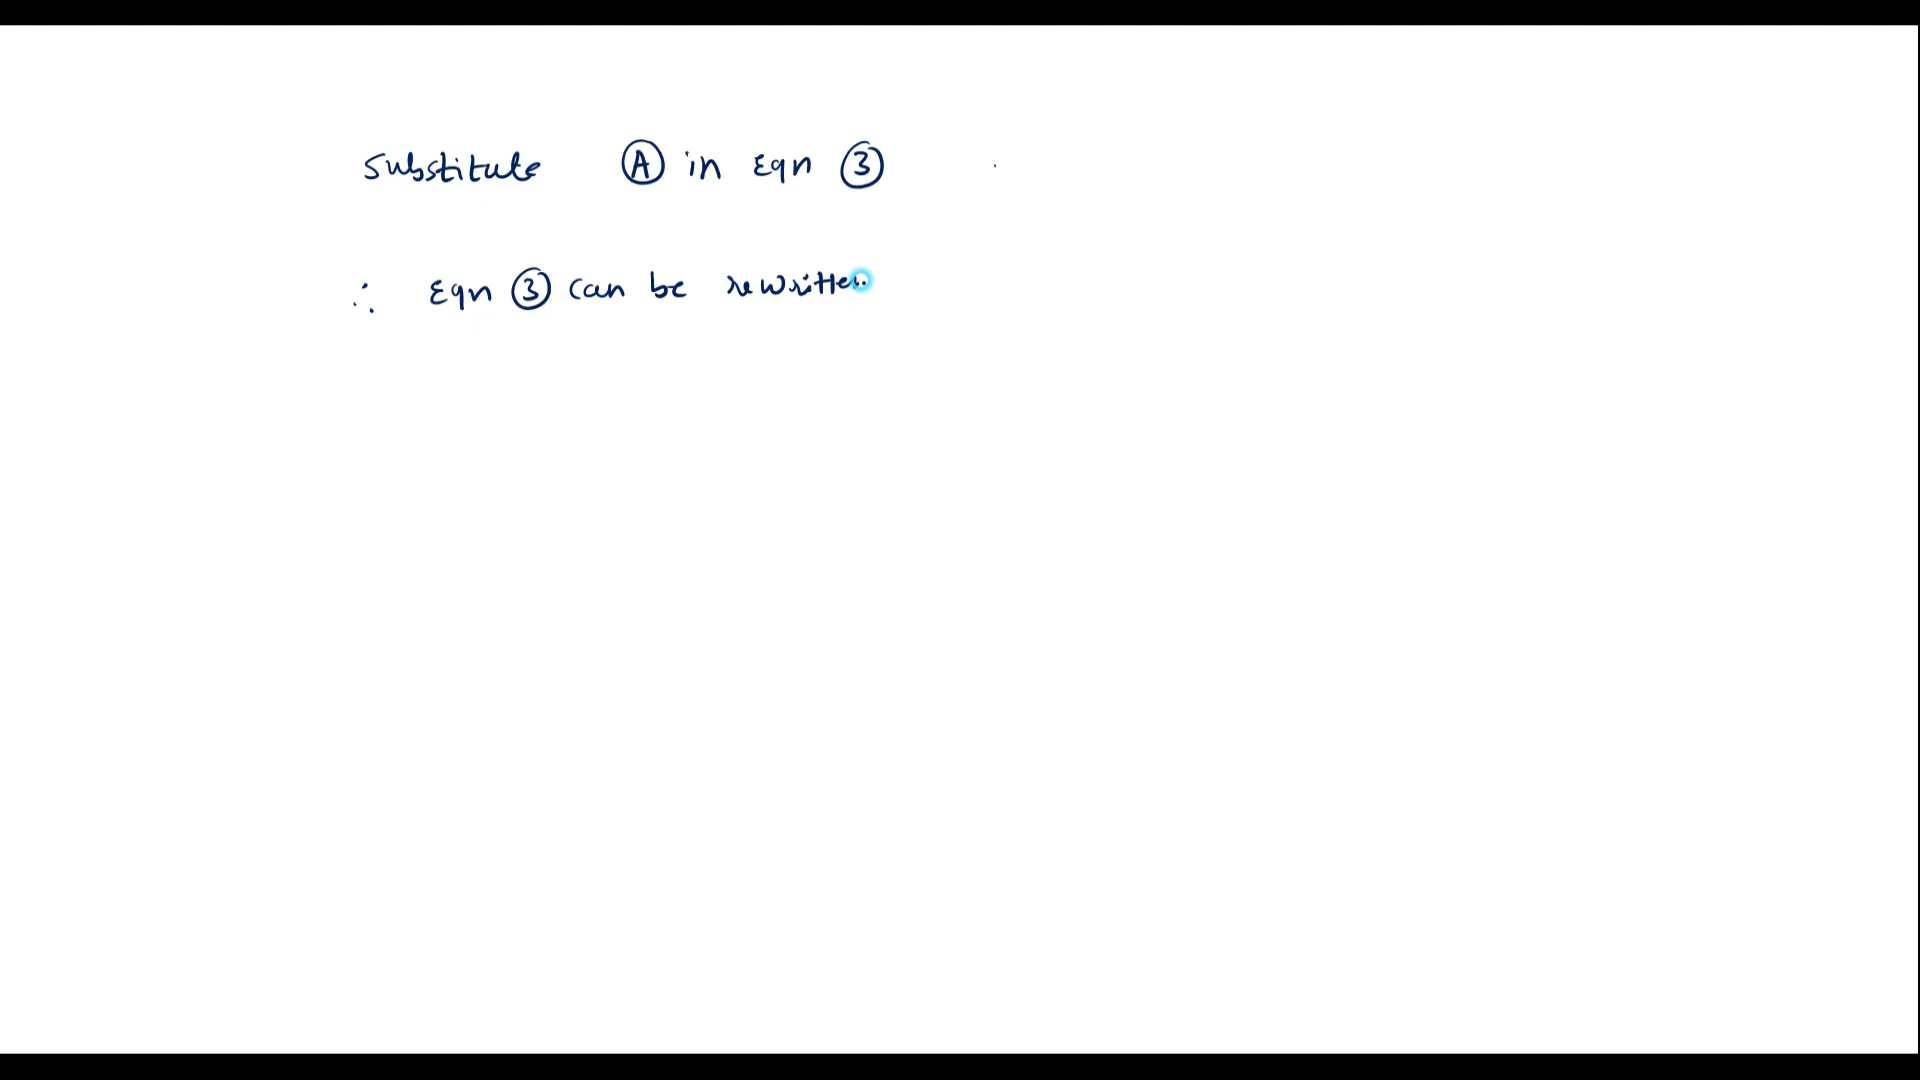 Substitute Ⓐ in Eqn ③
∴ Eqn ③ can be rewritten